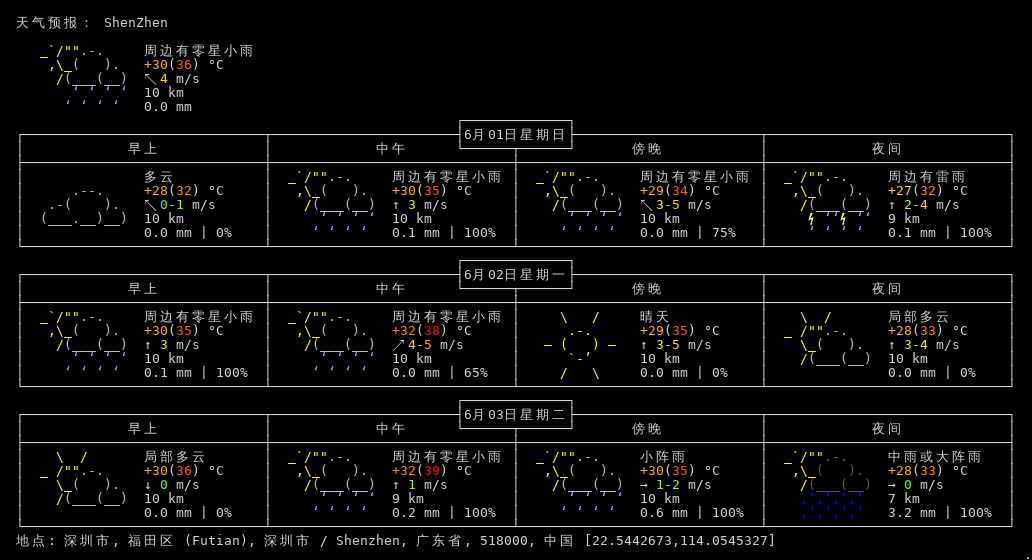 天气预报： ShenZhen
周边有零星小雨
+30(36) °C
↖ 4 m/s
10 km
0.0 mm
6月01日星期日
早上 中午 傍晚 夜间
多云 周边有零星小雨 周边有零星小雨 周边有雷雨
+28(32) °C +30(35) °C +29(34) °C +27(32) °C
↖ 0-1 m/s ↑ 3 m/s ↖ 3-5 m/s ↑ 2-4 m/s
10 km 10 km 10 km 9 km
0.0 mm | 0% 0.1 mm | 100% 0.0 mm | 75% 0.1 mm | 100%
6月02日星期一
早上 中午 傍晚 夜间
周边有零星小雨 周边有零星小雨 晴天 局部多云
+30(35) °C +32(38) °C +29(35) °C +28(33) °C
↑ 3 m/s ↗ 4-5 m/s ↑ 3-5 m/s ↑ 3-4 m/s
10 km 10 km 10 km 10 km
0.1 mm | 100% 0.0 mm | 65% 0.0 mm | 0% 0.0 mm | 0%
6月03日星期二
早上 中午 傍晚 夜间
局部多云 周边有零星小雨 小阵雨 中雨或大阵雨
+30(36) °C +32(39) °C +30(35) °C +28(33) °C
↓ 0 m/s ↑ 1 m/s → 1-2 m/s → 0 m/s
10 km 9 km 10 km 7 km
0.0 mm | 0% 0.2 mm | 100% 0.6 mm | 100% 3.2 mm | 100%
地点: 深圳市, 福田区 (Futian), 深圳市 / Shenzhen, 广东省, 518000, 中国 [22.5442673,114.0545327]